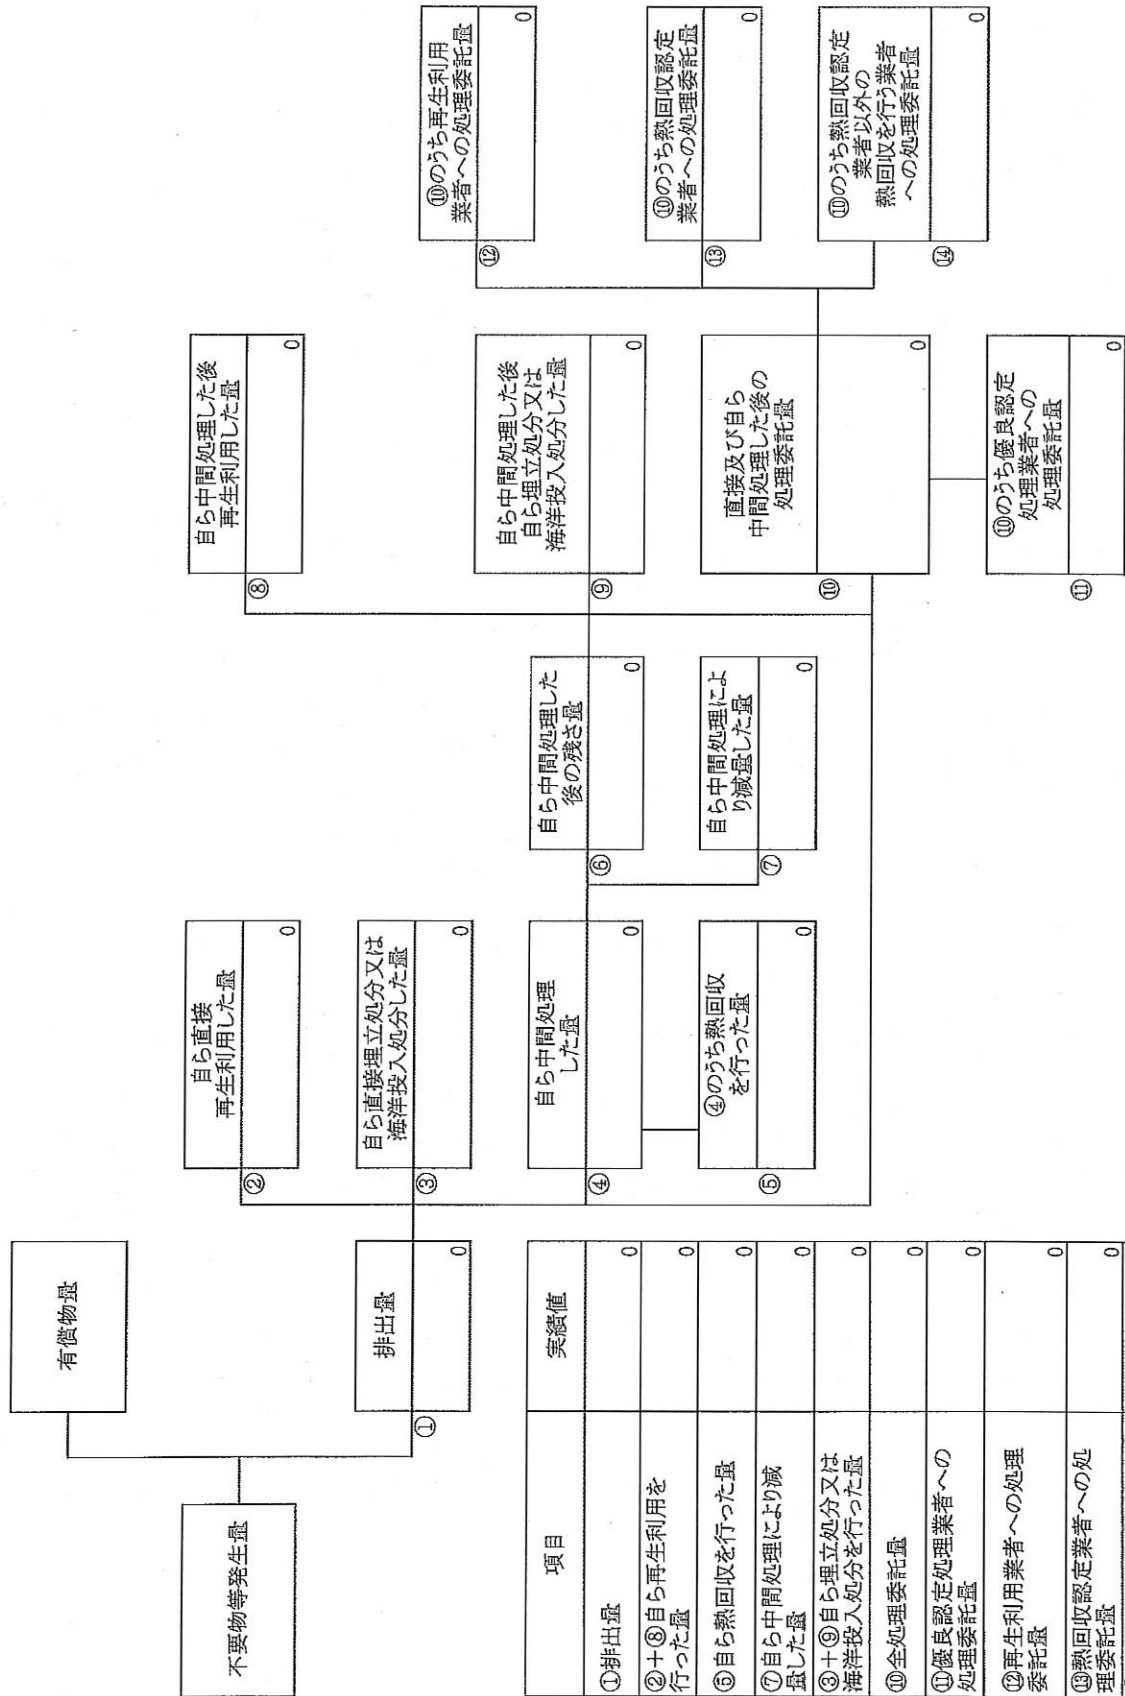 不要物等発生量
有償物量
①
排出量
0
②
自ら直接
再生利用した量
0
③
自ら直接埋立処分又は
海洋投入処分した量
0
④
自ら中間処理
した量
0
⑤
④のうち熱回収
を行った量
0
⑥
自ら中間処理した
後の残さ量
0
⑦
自ら中間処理によ
り減量した量
0
⑧
自ら中間処理した後
再生利用した量
0
⑨
自ら中間処理した後
自ら埋立処分又は
海洋投入処分した量
0
⑩
直接及び自ら
中間処理した後の
処理委託量
0
⑪
⑩のうち優良認定
処理業者への
処理委託量
0
⑫
⑩のうち再生利用
業者への処理委託量
0
⑬
⑩のうち熱回収認定
業者への処理委託量
0
⑭
⑩のうち熱回収認定
業者以外の
熱回収を行う業者
への処理委託量
0
項目 実績値
①排出量 0
②+⑧自ら再生利用を
行った量 0
⑤自ら熱回収を行った量 0
⑦自ら中間処理により減
量した量 0
③+⑨自ら埋立処分又は
海洋投入処分を行った量 0
⑩全処理委託量 0
⑪優良認定処理業者への
処理委託量 0
⑫再生利用業者への処理
委託量 0
⑬熱回収認定業者への処
理委託量 0